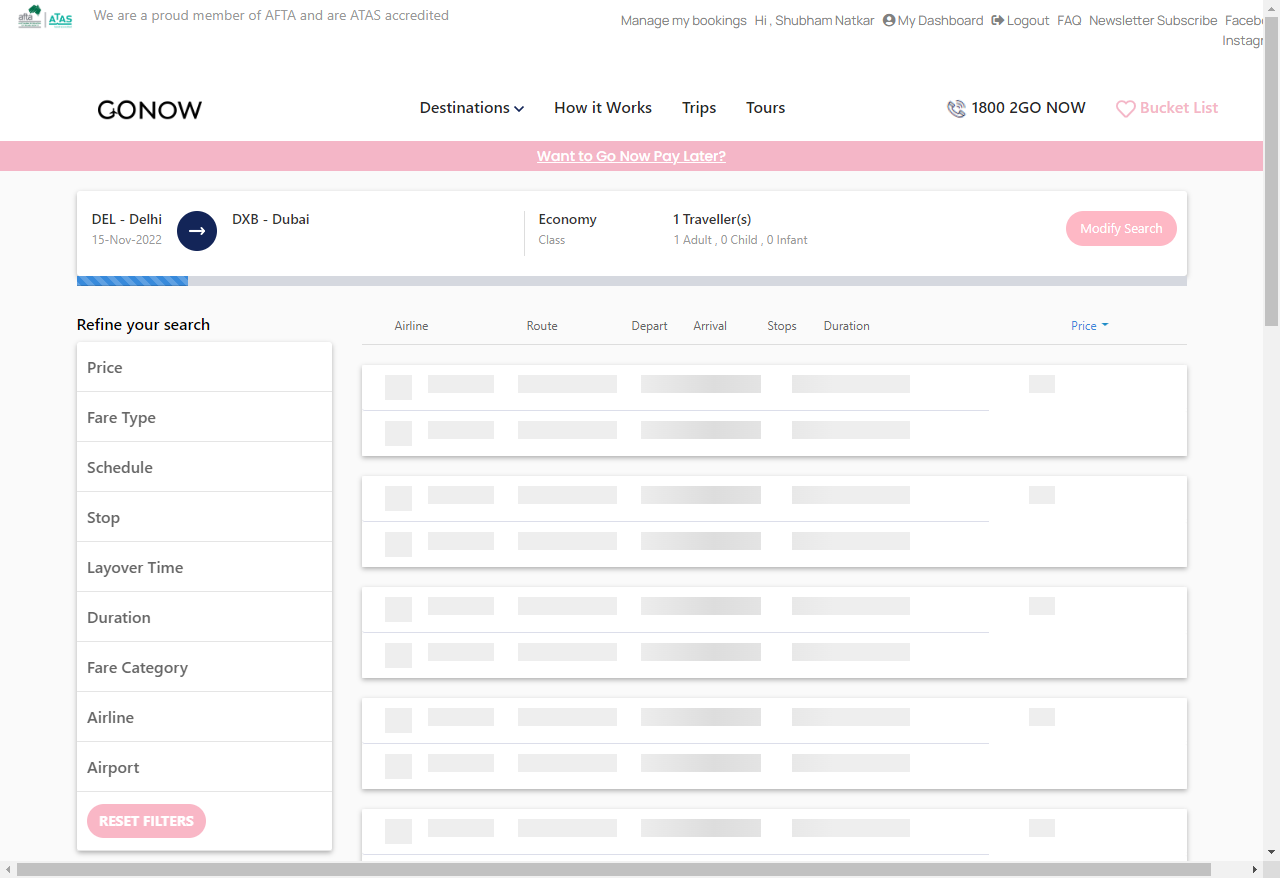 afta ATAS We are a proud member of AFTA and are ATAS accredited
Manage my bookings Hi , Shubham Natkar My Dashboard Logout FAQ Newsletter Subscribe
GONOW Destinations How it Works Trips Tours 1800 2GO NOW Bucket List
Want to Go Now Pay Later?
DEL - Delhi DXB - Dubai Economy 1 Traveller(s)
15-Nov-2022 Class 1 Adult , 0 Child , 0 Infant
Modify Search
Refine your search
Airline Route Depart Arrival Stops Duration Price
Price
Fare Type
Schedule
Stop
Layover Time
Duration
Fare Category
Airline
Airport
RESET FILTERS